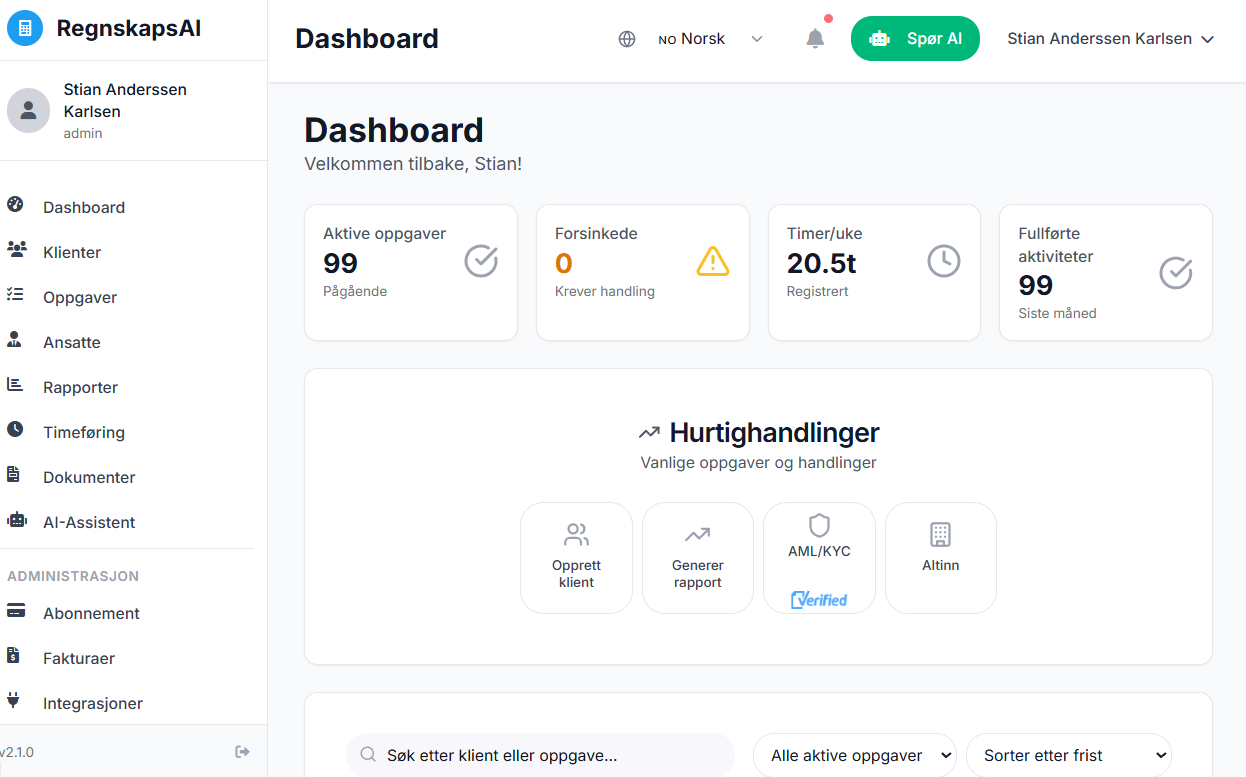 RegnskapsAI
Stian Anderssen
Karlsen
admin
Dashboard
Klienter
Oppgaver
Ansatte
Rapporter
Timeføring
Dokumenter
AI-Assistent
ADMINISTRASJON
Abonnement
Fakturaer
Integrasjoner
v2.1.0
Dashboard
NO Norsk
Spør AI
Stian Anderssen Karlsen
Dashboard
Velkommen tilbake, Stian!
Aktive oppgaver
99
Pågående
Forsinkede
0
Krever handling
Timer/uke
20.5t
Registrert
Fullførte
aktiviteter
99
Siste måned
Hurtighandlinger
Vanlige oppgaver og handlinger
Opprett
klient
Generer
rapport
AML/KYC
Verified
Altinn
Søk etter klient eller oppgave...
Alle aktive oppgaver
Sorter etter frist